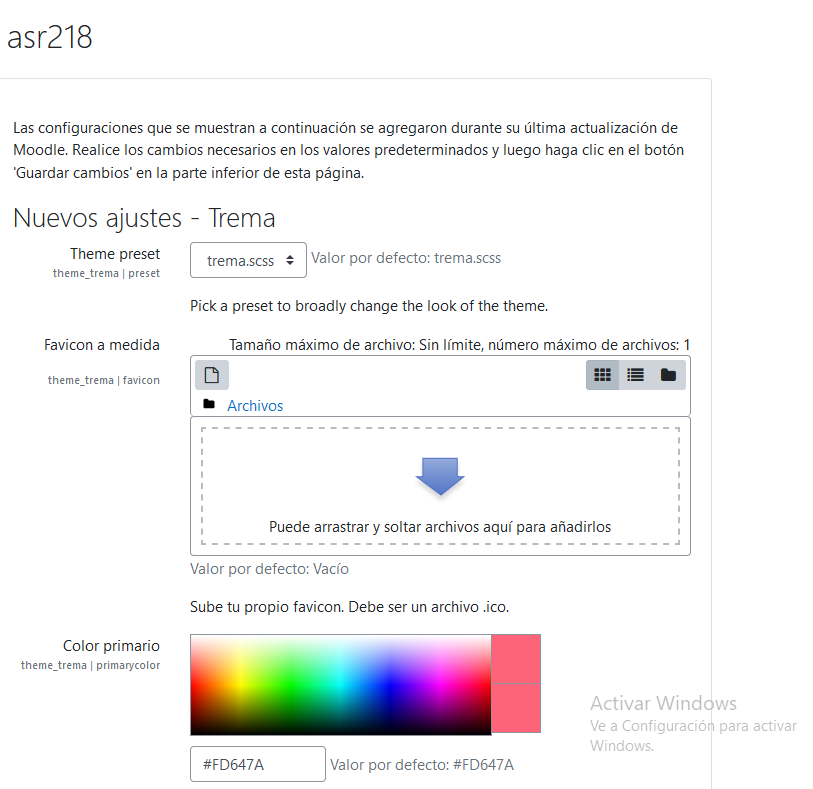 asr218
Las configuraciones que se muestran a continuación se agregaron durante su última actualización de
Moodle. Realice los cambios necesarios en los valores predeterminados y luego haga clic en el botón
'Guardar cambios' en la parte inferior de esta página.
Nuevos ajustes - Trema
Theme preset
theme_trema | preset
trema.scss
Valor por defecto: trema.scss
Pick a preset to broadly change the look of the theme.
Favicon a medida
theme_trema | favicon
Tamaño máximo de archivo: Sin límite, número máximo de archivos: 1
Archivos
Puede arrastrar y soltar archivos aquí para añadirlos
Valor por defecto: Vacío
Sube tu propio favicon. Debe ser un archivo .ico.
Color primario
theme_trema | primarycolor
#FD647A
Valor por defecto: #FD647A
Activar Windows
Ve a Configuración para activar
Windows.